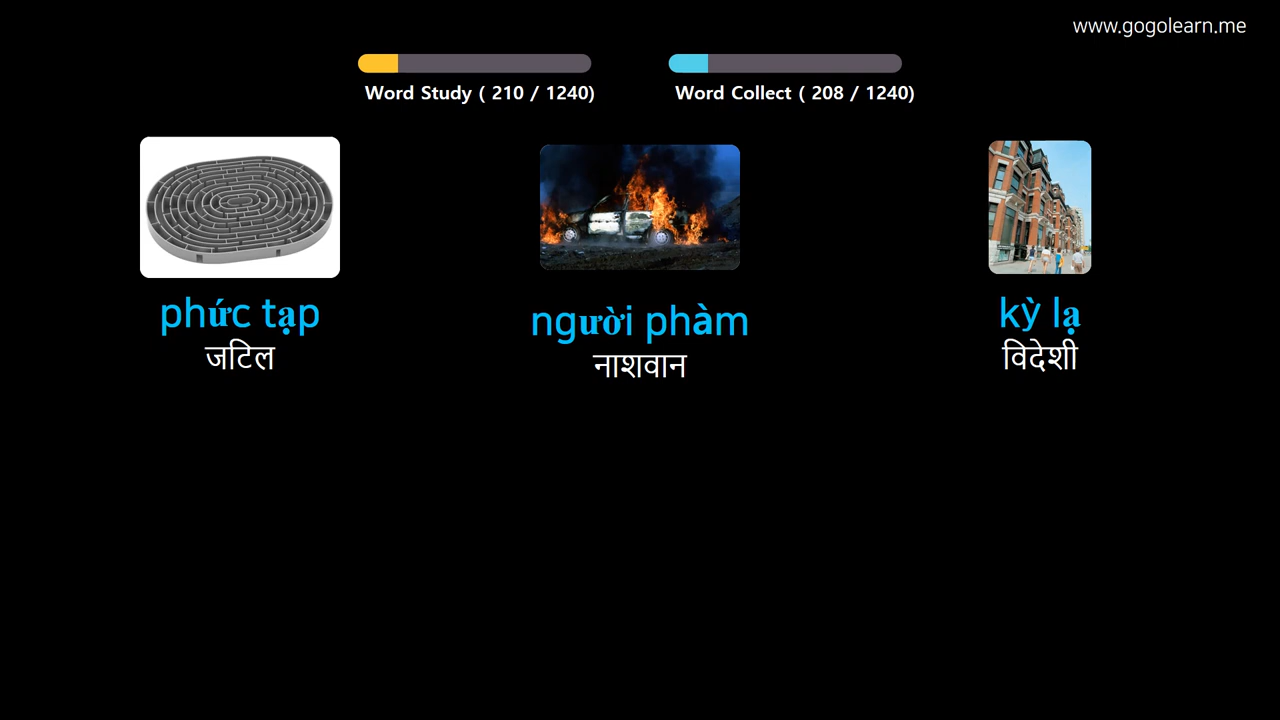 www.gogolearn.me
Word Study ( 210 / 1240)
Word Collect ( 208 / 1240)
phức tạp
जटिल
người phàm
नाशवान
kỳ lạ
विदेशी